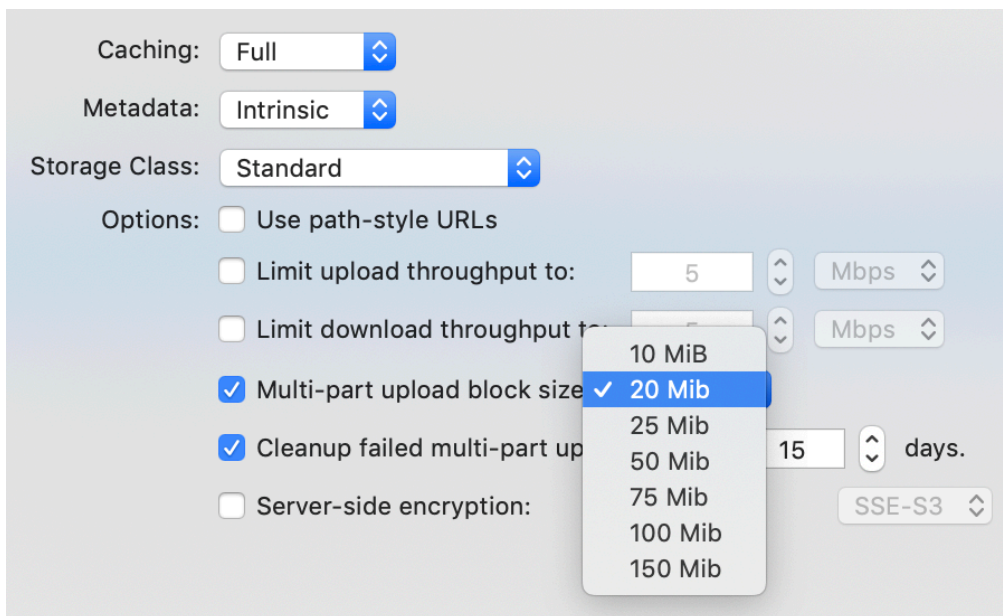 Caching: Full
Metadata: Intrinsic
Storage Class: Standard
Options: Use path-style URLs
Limit upload throughput to: 5 Mbps
Limit download throughput Mbps
10 MiB
Multi-part upload block size 20 Mib
25 Mib
Cleanup failed multi-part 15 days.
50 Mib
75 Mib
Server-side encryption: SSE-S3
100 Mib
150 Mib